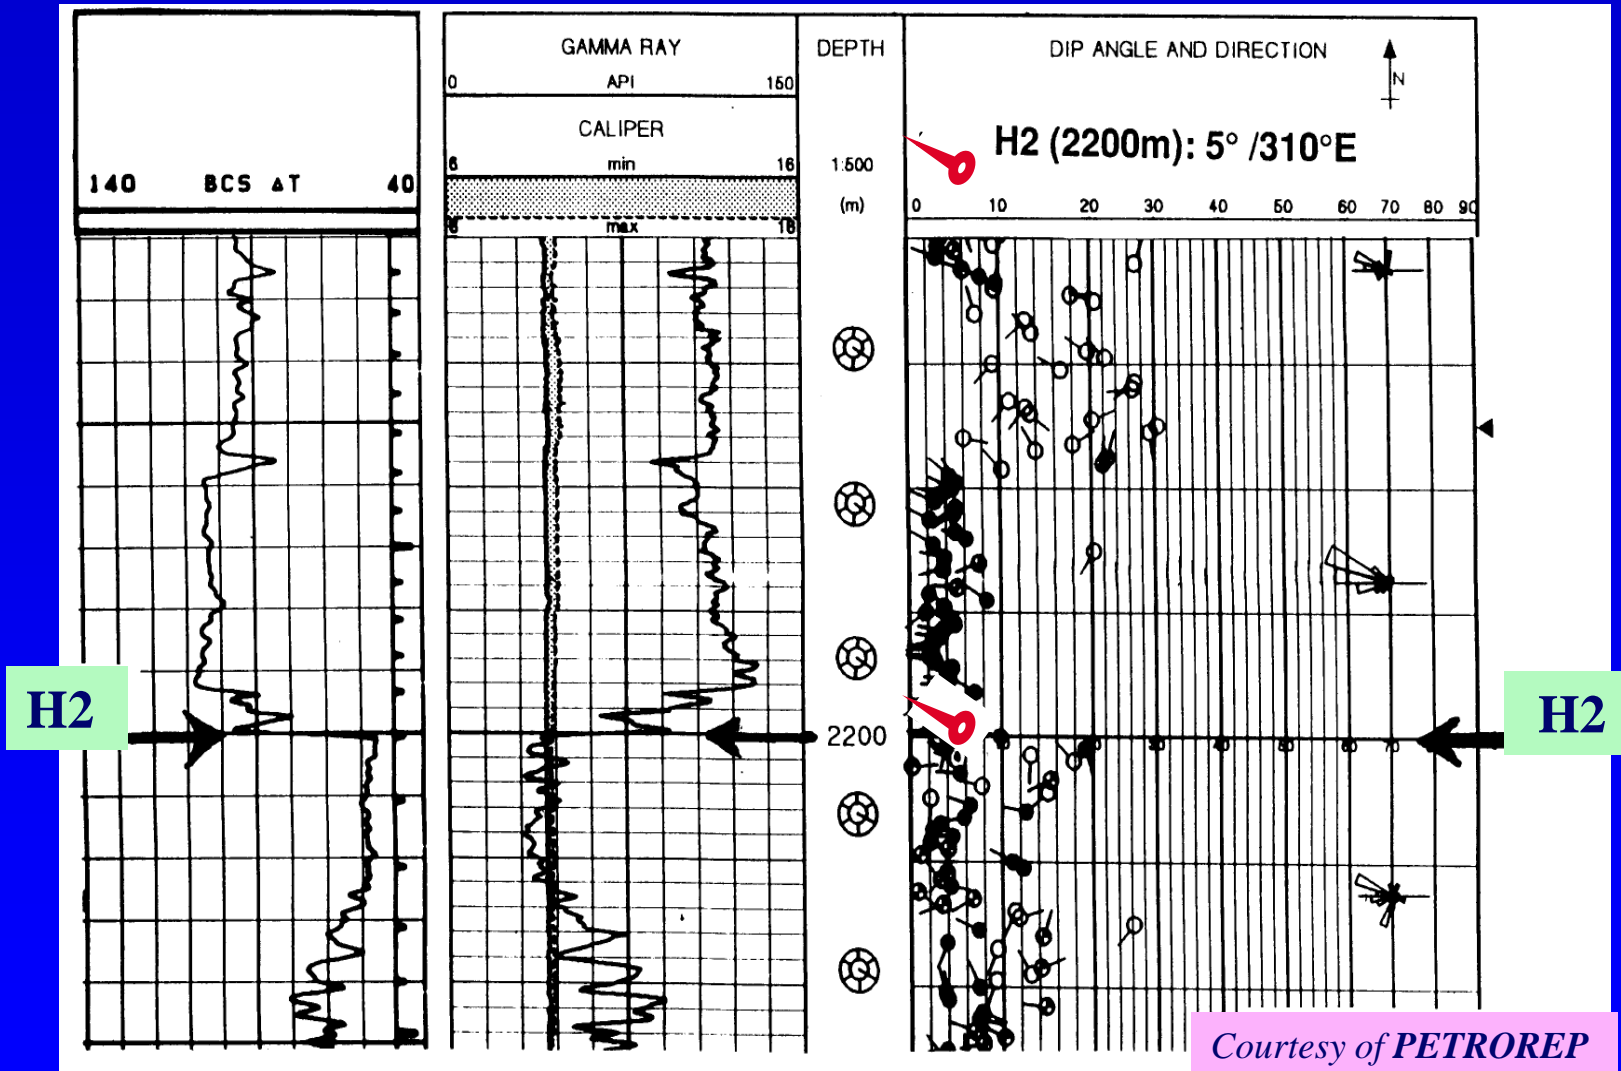 GAMMA RAY
0 API 150
CALIPER
6 min 16
6 max 16
140 BCS ΔT 40
DEPTH
1:500
(m)
DIP ANGLE AND DIRECTION
N
H2 (2200m): 5° /310°E
0 10 20 30 40 50 60 70 80 90
H2
2200
H2
10 20 30 40 50 60 70 80
Courtesy of PETROREP